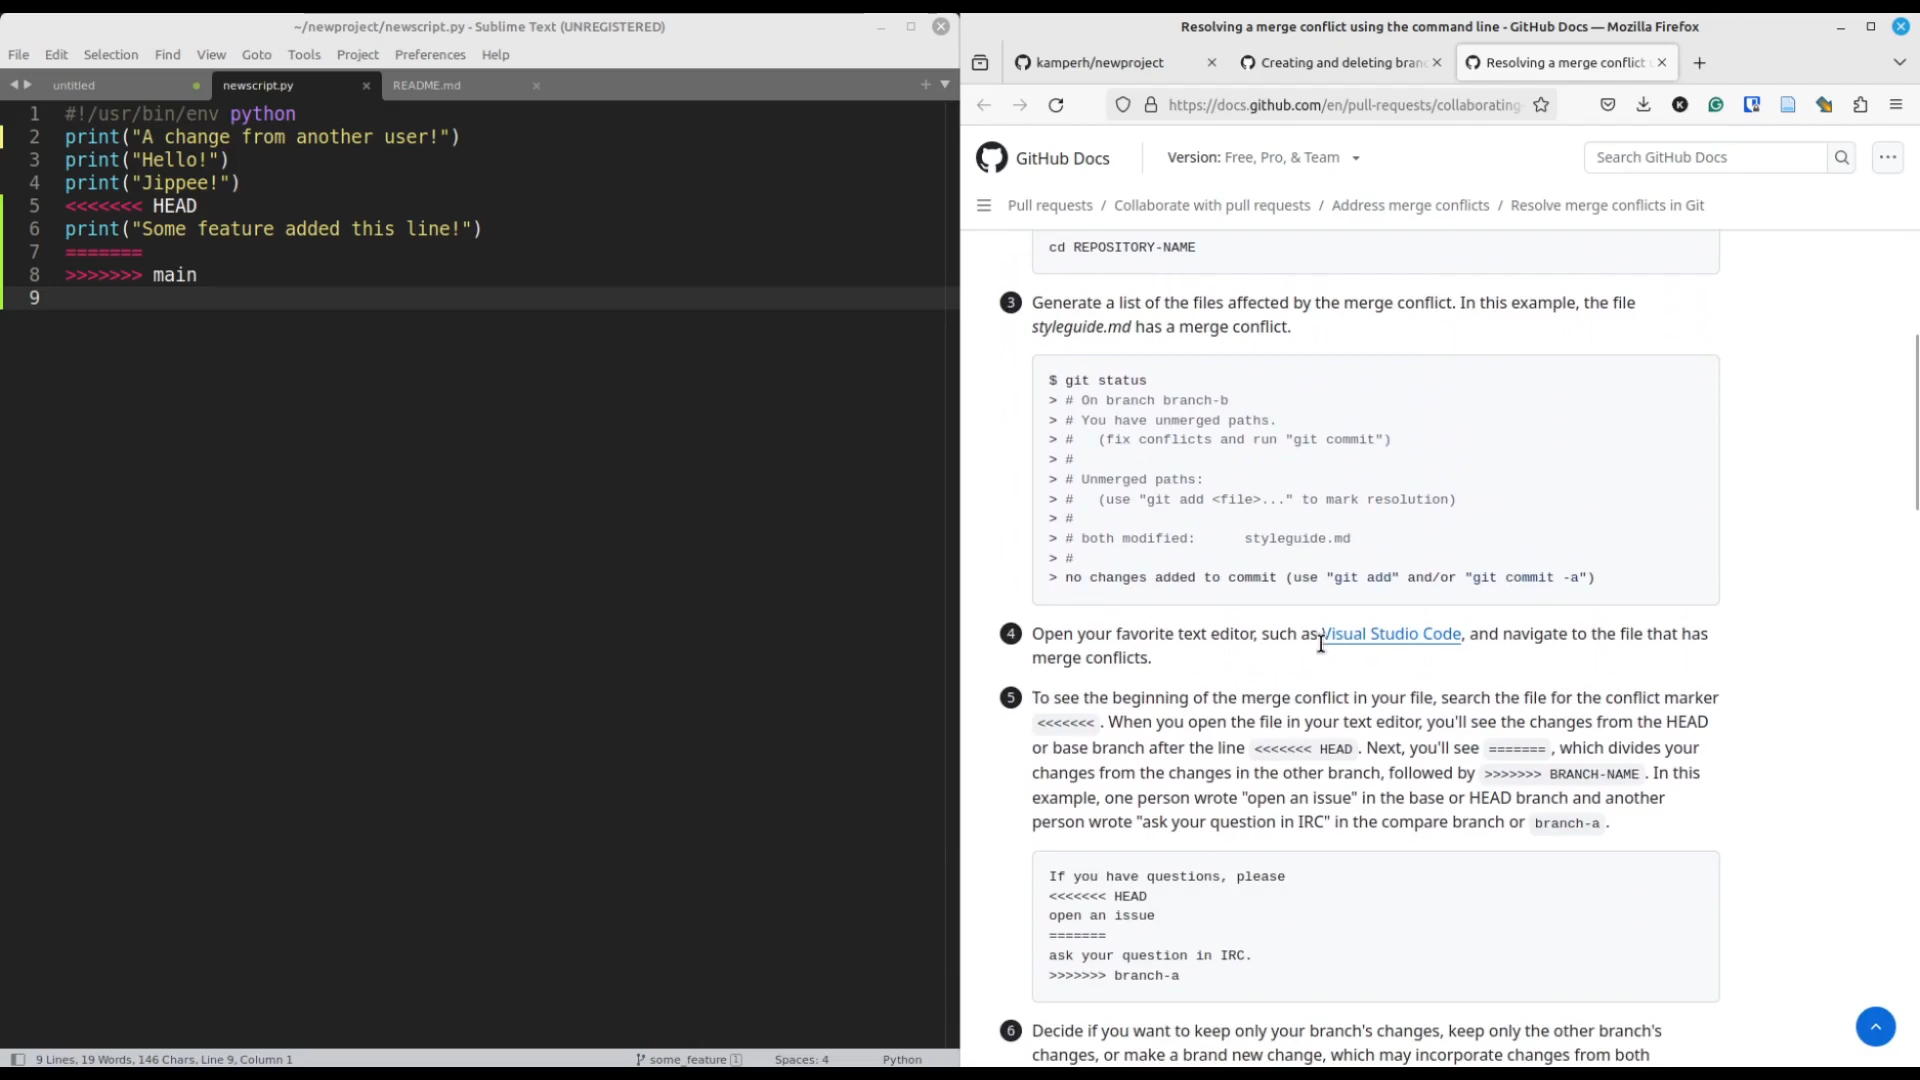 ~/newproject/newscript.py - Sublime Text (UNREGISTERED)
File Edit Selection Find View Goto Tools Project Preferences Help
untitled newscript.py README.md
1 #!/usr/bin/env python
2 print("A change from another user!")
3 print("Hello!")
4 print("Jippee!")
5 <<<<<<< HEAD
6 print("Some feature added this line!")
7 =======
8 >>>>>>> main
9
9 Lines, 19 Words, 146 Chars, Line 9, Column 1 some_feature 1 Spaces: 4 Python
Resolving a merge conflict using the command line - GitHub Docs — Mozilla Firefox
kamperh/newproject Creating and deleting bran Resolving a merge conflict
https://docs.github.com/en/pull-requests/collaborating-
GitHub Docs Version: Free, Pro, & Team Search GitHub Docs
Pull requests / Collaborate with pull requests / Address merge conflicts / Resolve merge conflicts in Git
cd REPOSITORY-NAME
3 Generate a list of the files affected by the merge conflict. In this example, the file
styleguide.md has a merge conflict.
$ git status
> # On branch branch-b
> # You have unmerged paths.
> #   (fix conflicts and run "git commit")
> #
> # Unmerged paths:
> #   (use "git add <file>..." to mark resolution)
> #
> # both modified:      styleguide.md
> #
> no changes added to commit (use "git add" and/or "git commit -a")
4 Open your favorite text editor, such as Visual Studio Code, and navigate to the file that has
merge conflicts.
5 To see the beginning of the merge conflict in your file, search the file for the conflict marker
<<<<<<< . When you open the file in your text editor, you'll see the changes from the HEAD
or base branch after the line <<<<<<< HEAD . Next, you'll see ======= , which divides your
changes from the changes in the other branch, followed by >>>>>>> BRANCH-NAME . In this
example, one person wrote "open an issue" in the base or HEAD branch and another
person wrote "ask your question in IRC" in the compare branch or branch-a .
If you have questions, please
<<<<<<< HEAD
open an issue
=======
ask your question in IRC.
>>>>>>> branch-a
6 Decide if you want to keep only your branch's changes, keep only the other branch's
changes, or make a brand new change, which may incorporate changes from both